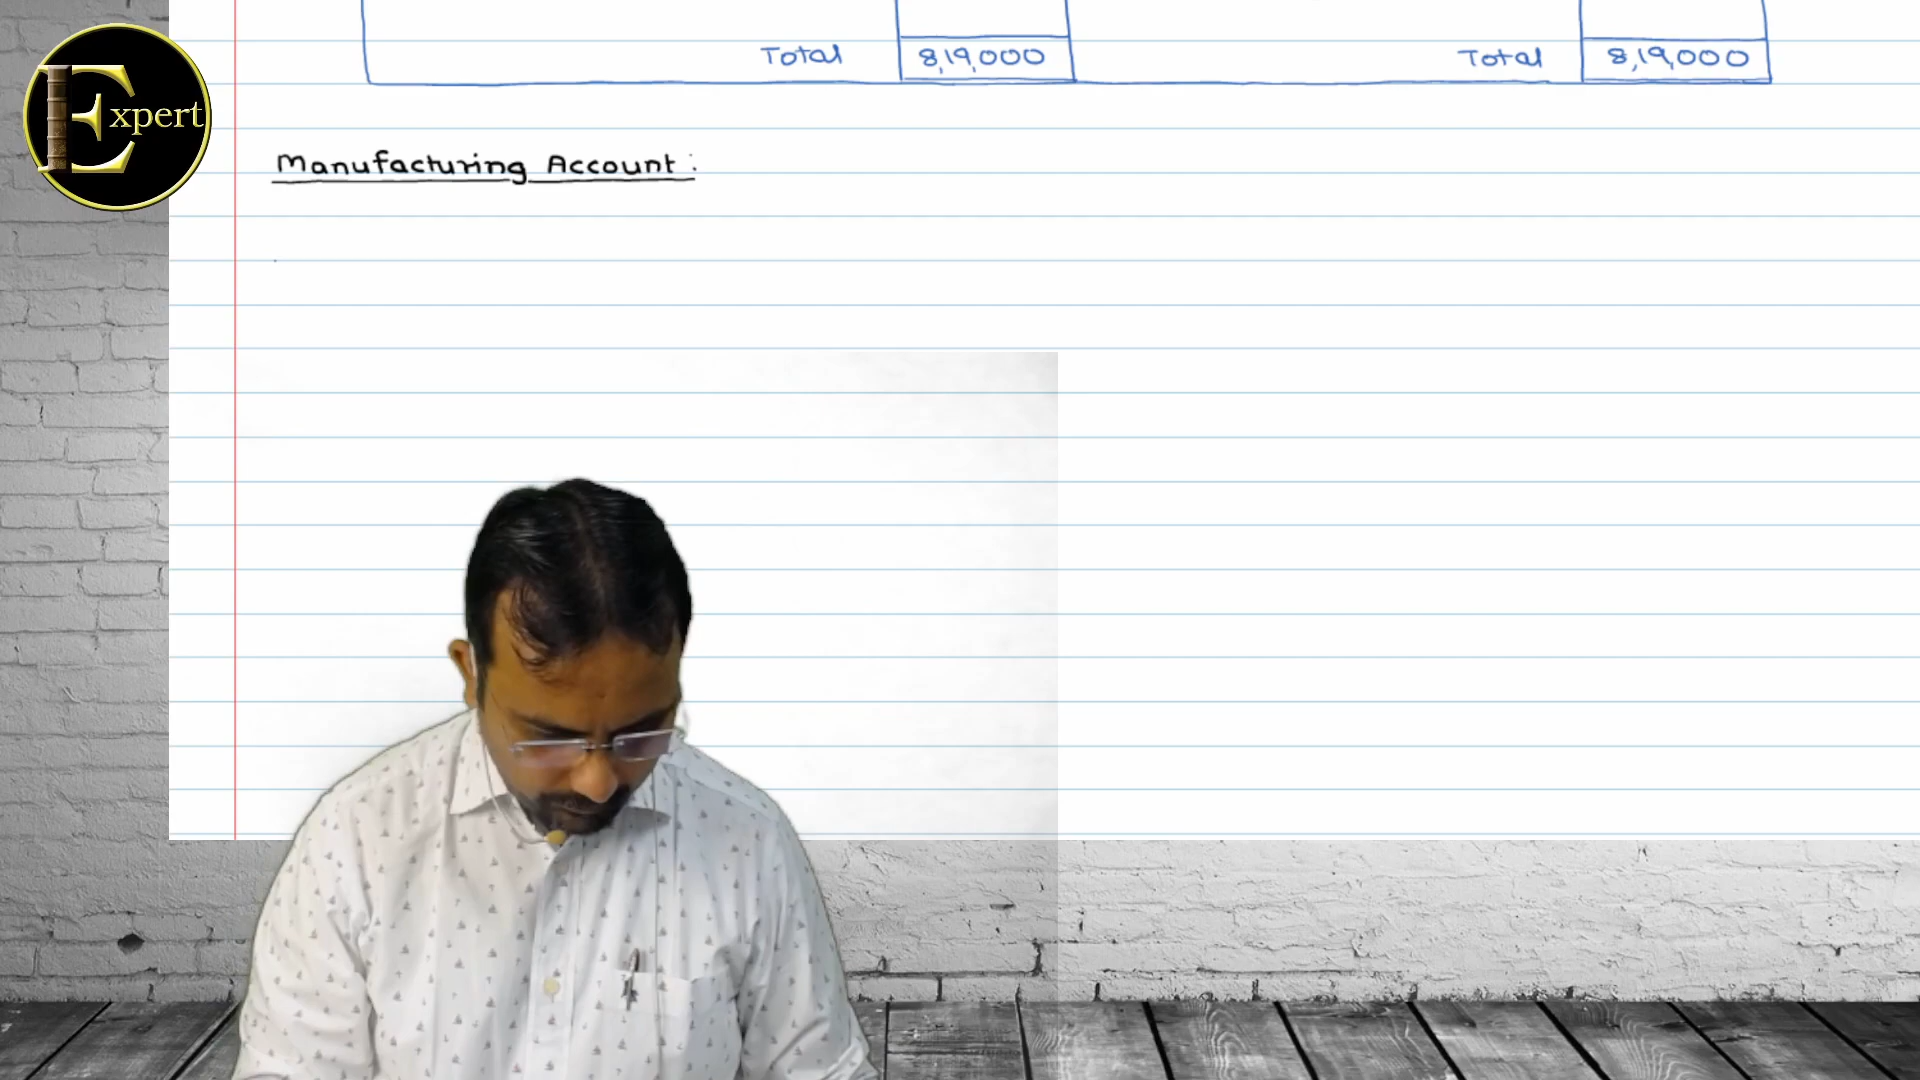 Expert
Total 8,19,000 Total 8,19,000
Manufacturing Account :